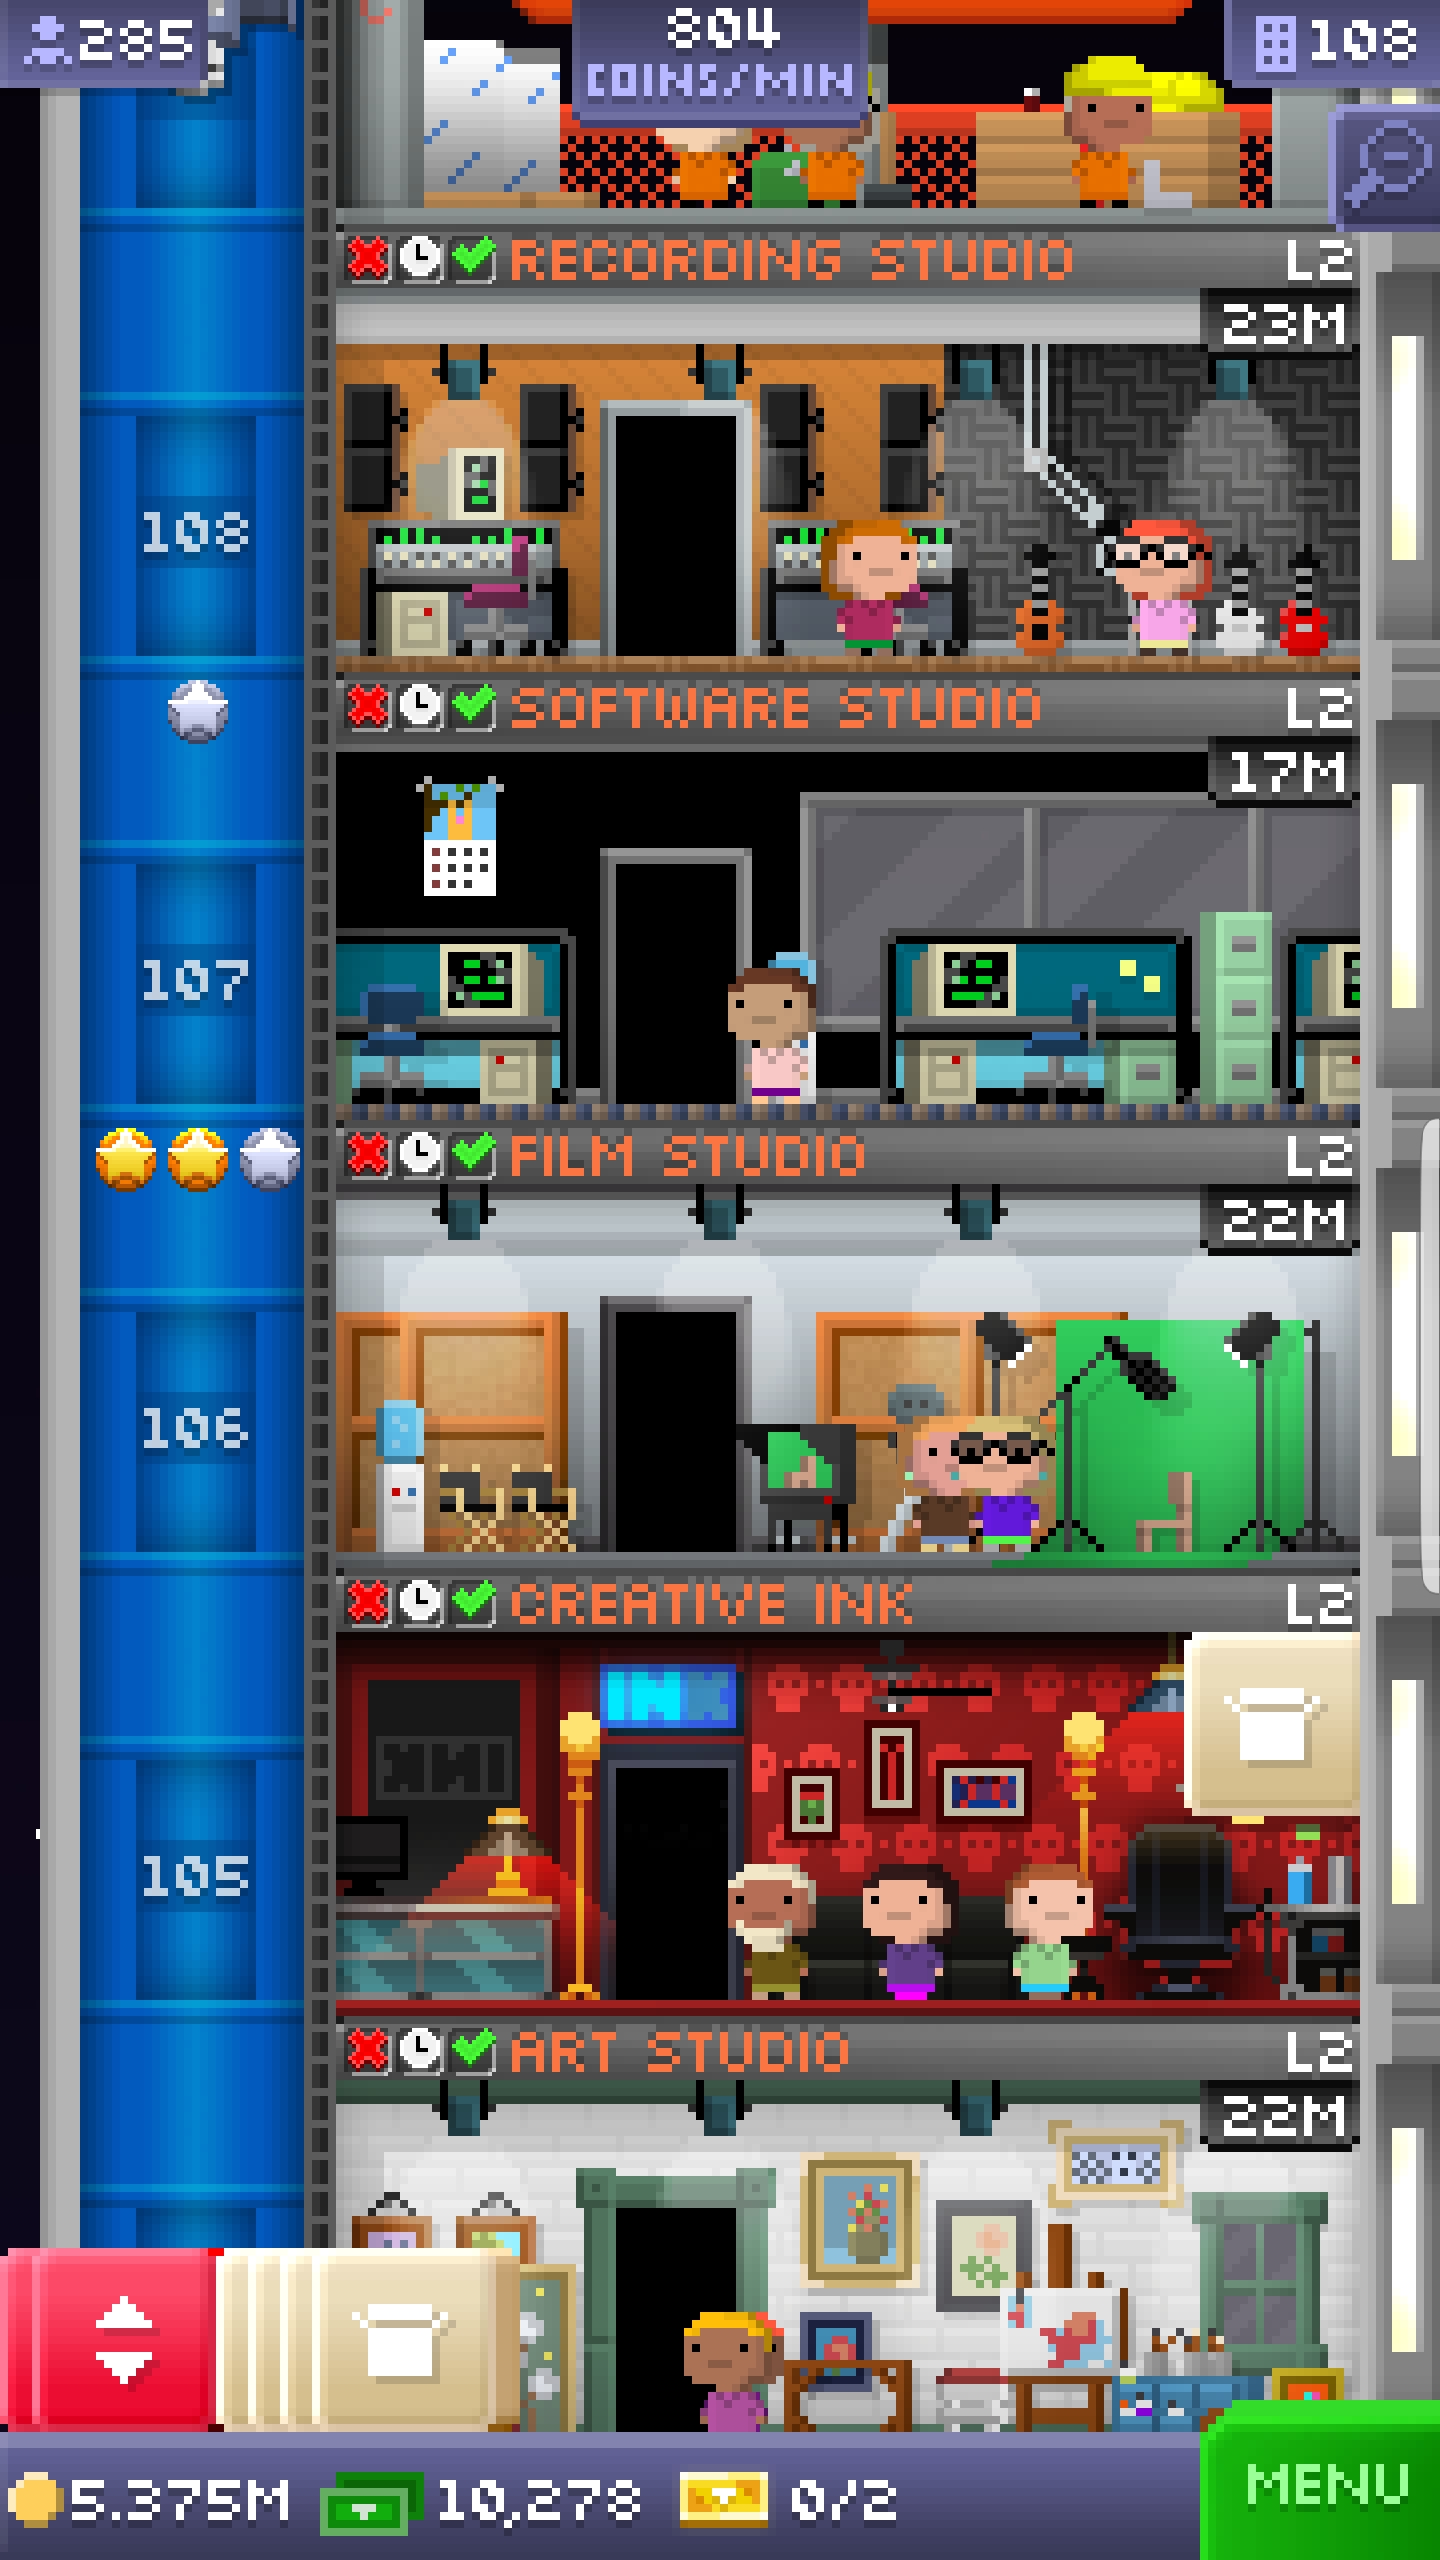 285
804
COINS/MIN
108
RECORDING STUDIO L2
23M
108
SOFTWARE STUDIO L2
17M
107
FILM STUDIO L2
22M
106
CREATIVE INK L2
INK
INK
105
ART STUDIO L2
22M
5.375M 10,278 0/2
MENU